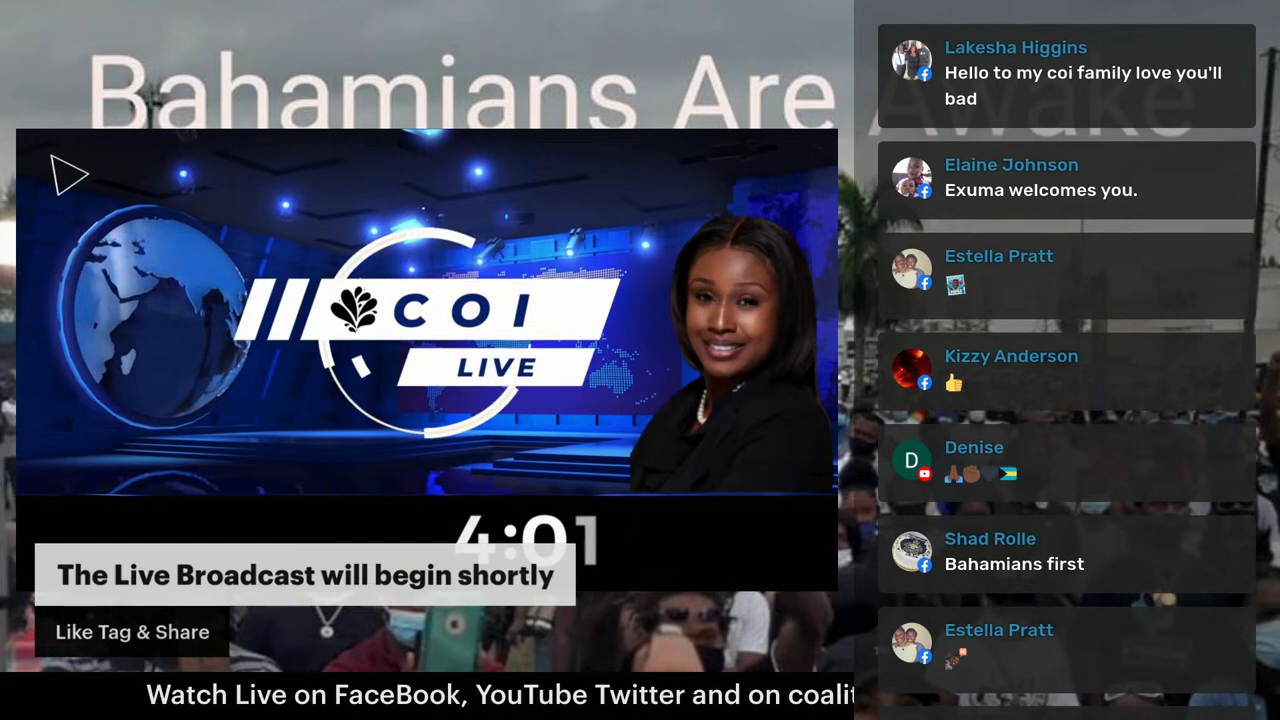 Bahamians Are Awake
COI
LIVE
4:01
The Live Broadcast will begin shortly
Like Tag & Share
Watch Live on FaceBook, YouTube Twitter and on coalit
Lakesha Higgins
Hello to my coi family love you'll
bad
Elaine Johnson
Exuma welcomes you.
Estella Pratt
Kizzy Anderson
👍
D
Denise
🙏🏾✊🏾🖤🇧🇸
Shad Rolle
Bahamians first
Estella Pratt